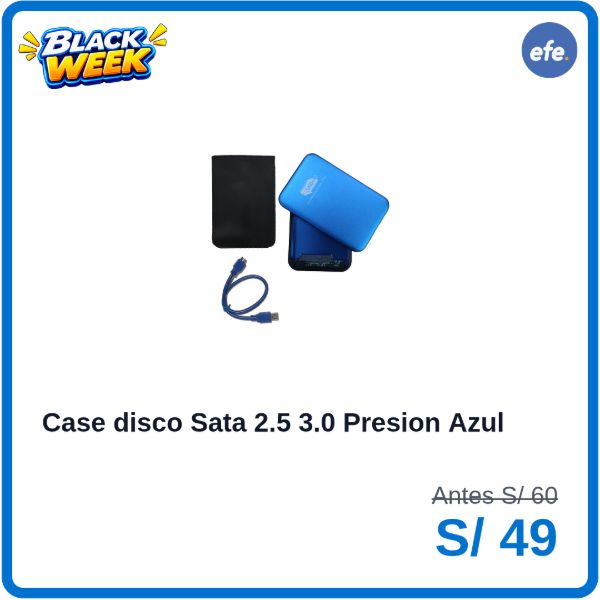 BLACK
WEEK
efe.
Case disco Sata 2.5 3.0 Presion Azul
Antes S/ 60
S/ 49